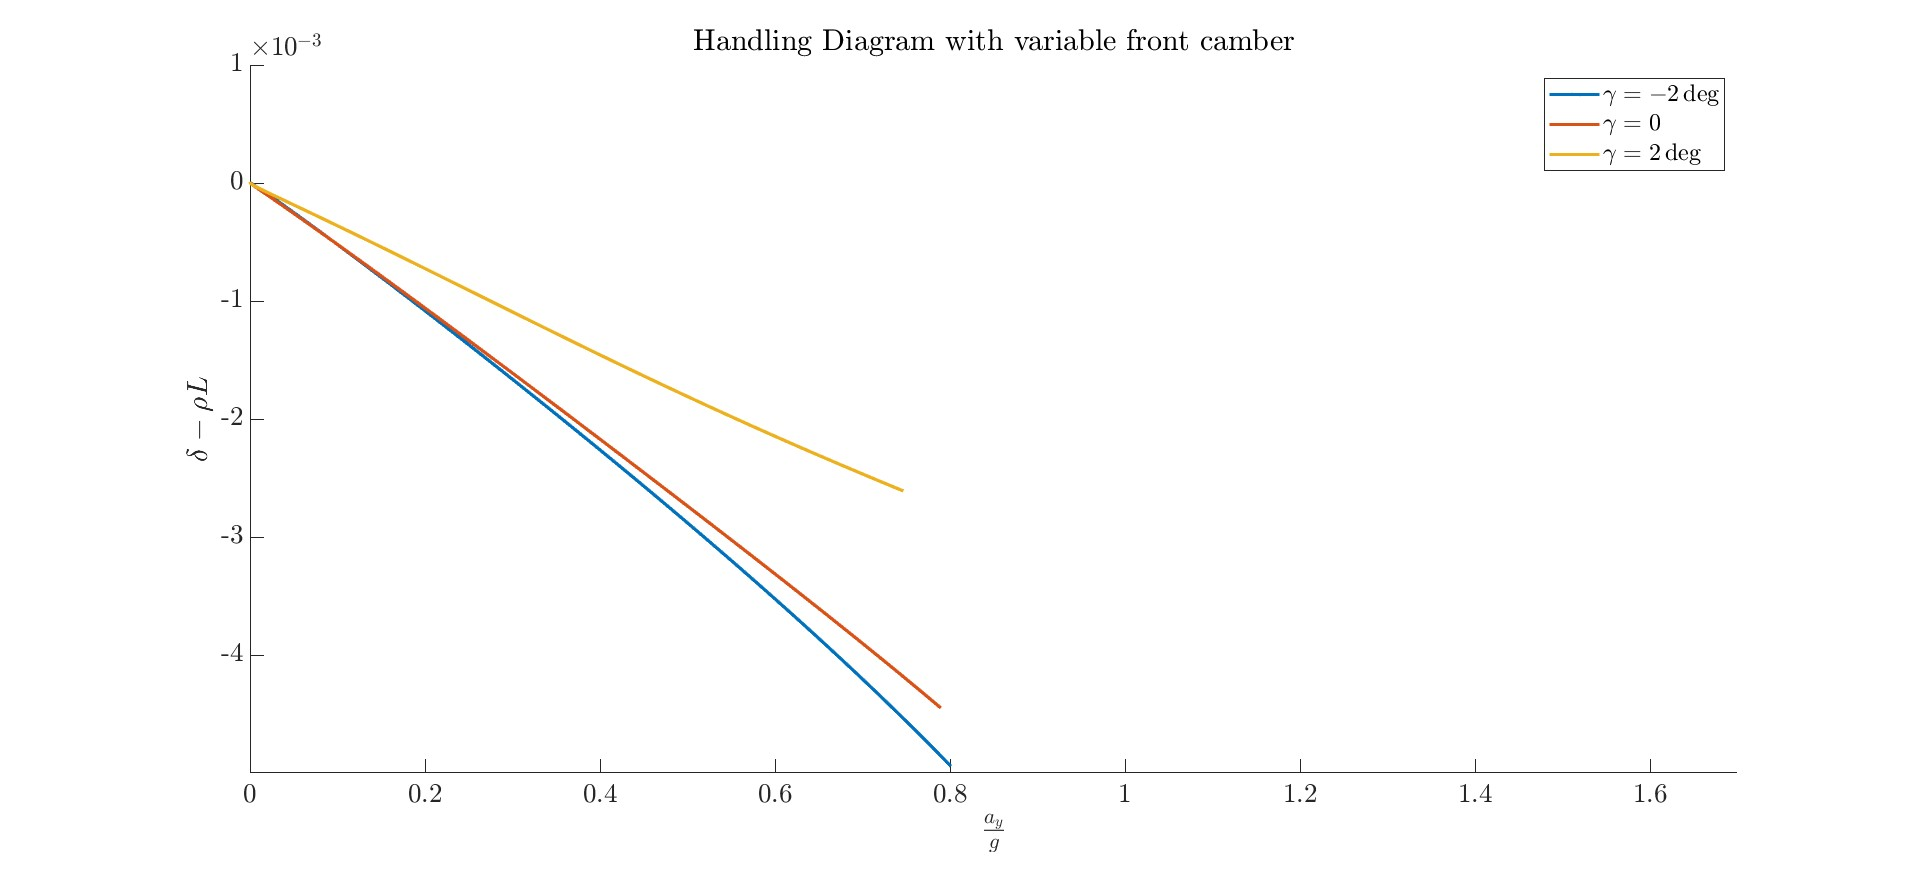 Handling Diagram with variable front camber
×10⁻³
1
0
-1
-2
-3
-4
δ − ρL
0 0.2 0.4 0.6 0.8 1 1.2 1.4 1.6
a_y/g
γ = −2 deg
γ = 0
γ = 2 deg